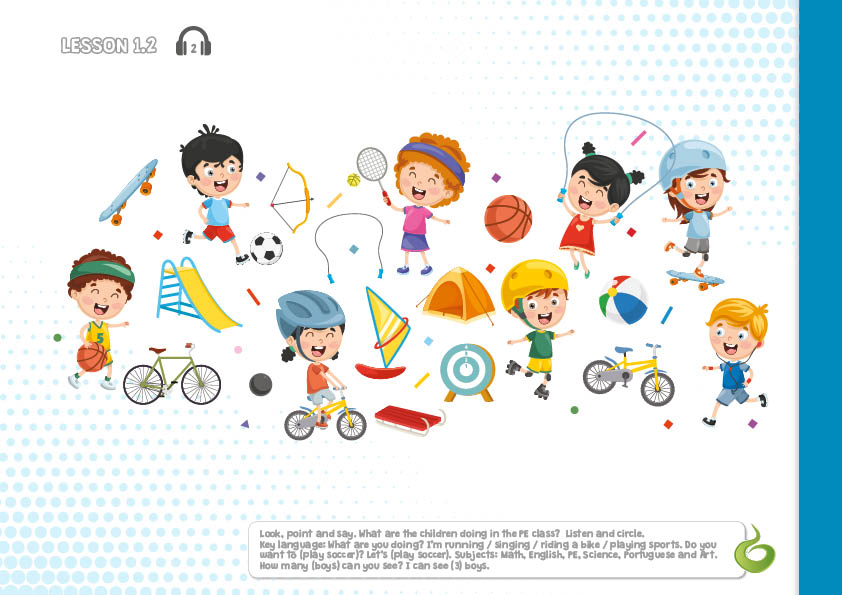 LESSON 1.2
2
5
Look, point and say. What are the children doing in the PE class? Listen and circle.
Key language: What are you doing? I'm running / singing / riding a bike / playing sports. Do you
want to (play soccer)? Let's (play soccer). Subjects: Math, English, PE, Science, Portuguese and Art.
How many (boys) can you see? I can see (3) boys.
6